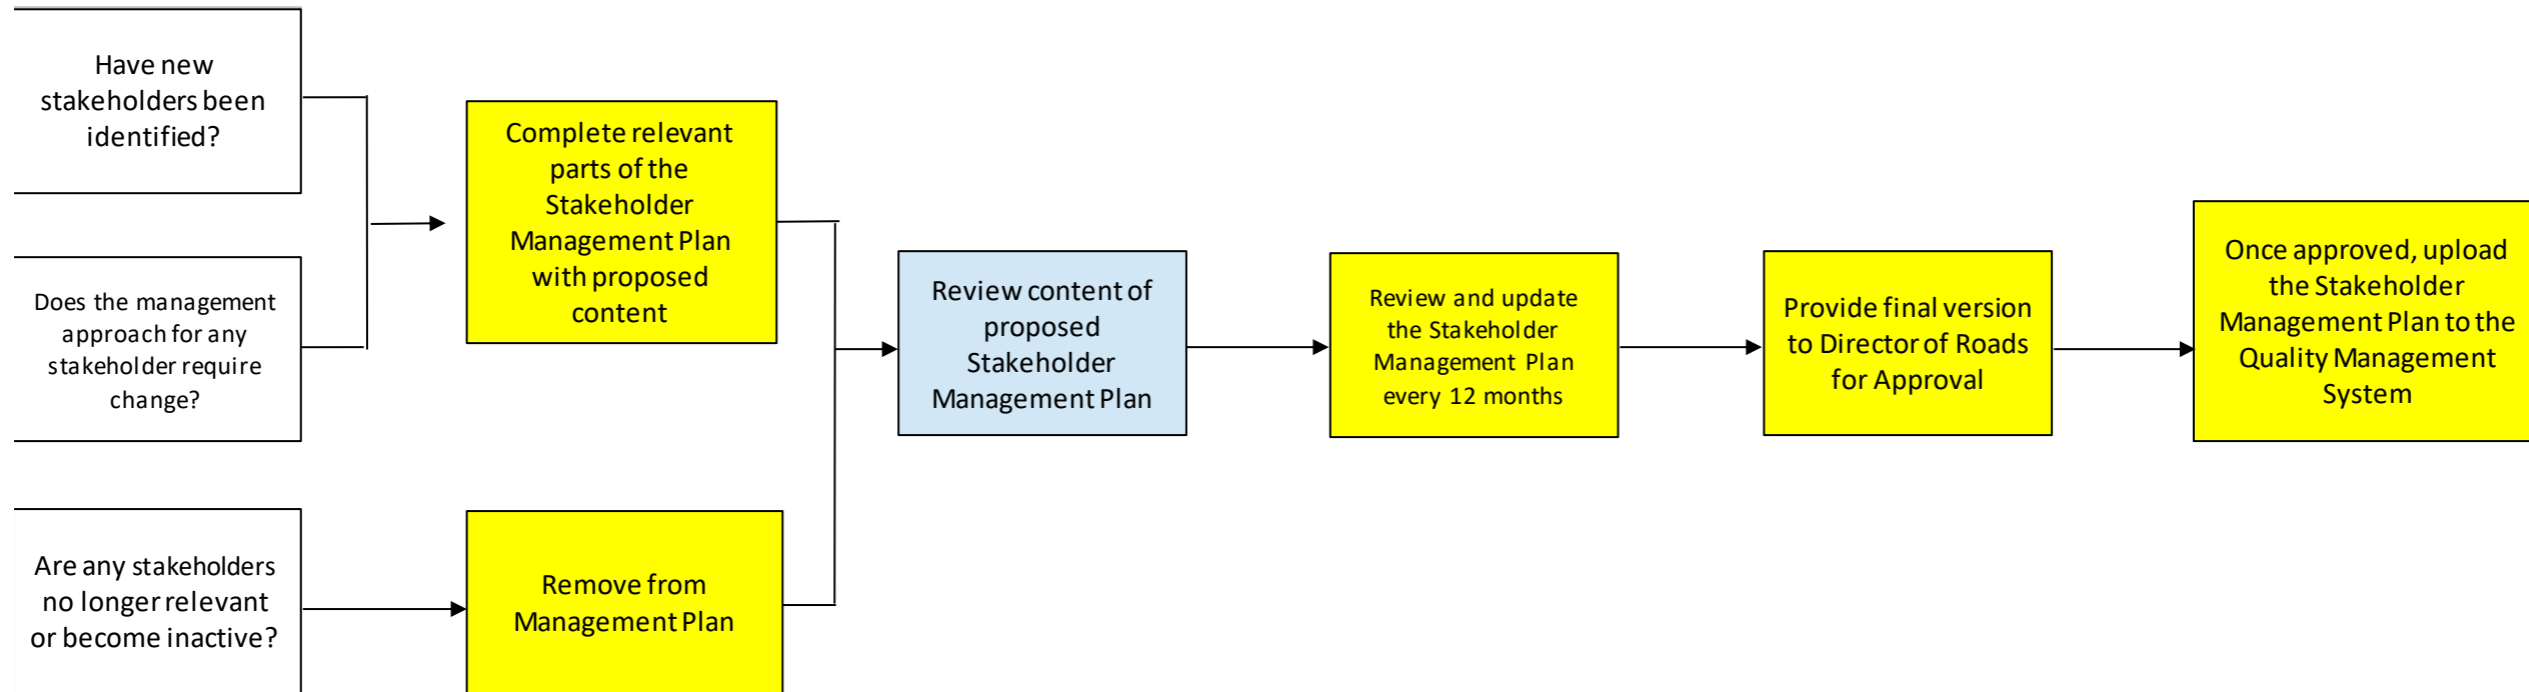 Have new
stakeholders been
identified?
Does the management
approach for any
stakeholder require
change?
Are any stakeholders
no longer relevant
or become inactive?
Complete relevant
parts of the
Stakeholder
Management Plan
with proposed
content
Remove from
Management Plan
Review content of
proposed
Stakeholder
Management Plan
Review and update
the Stakeholder
Management Plan
every 12 months
Provide final version
to Director of Roads
for Approval
Once approved, upload
the Stakeholder
Management Plan to the
Quality Management
System